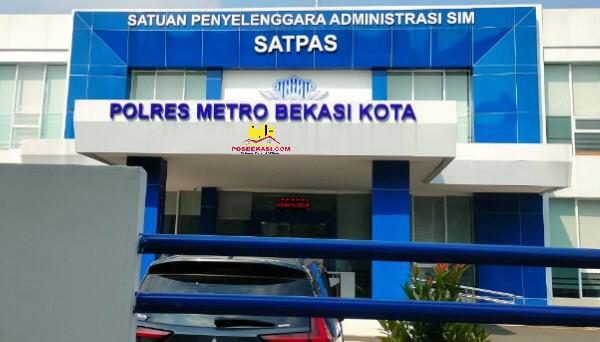 SATUAN PENYELENGGARA ADMINISTRASI SIM
SATPAS
POLRES METRO BEKASI KOTA
POSBEKASI.COM